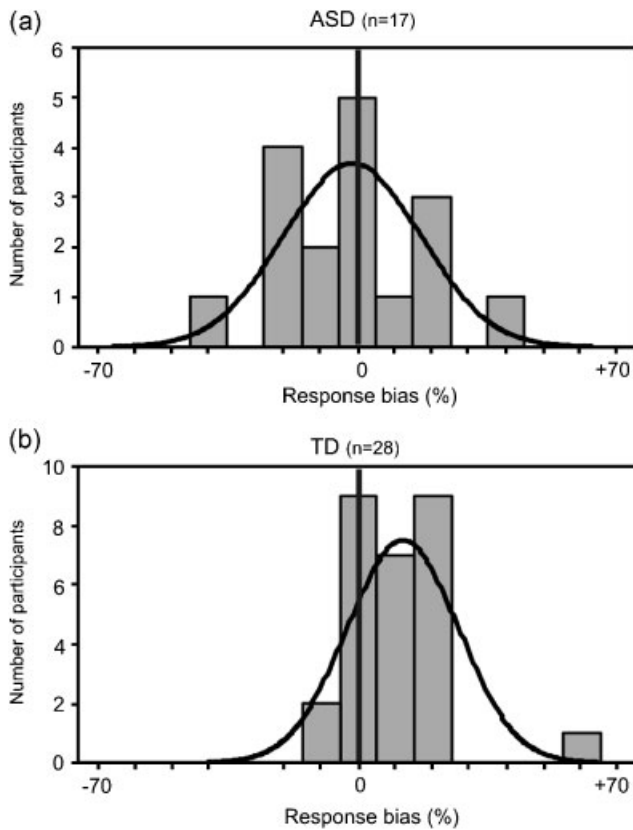 (a)
ASD (n=17)
Number of participants
6
5
4
3
2
1
0
-70 0 +70
Response bias (%)
(b)
TD (n=28)
Number of participants
10
8
6
4
2
0
-70 0 +70
Response bias (%)